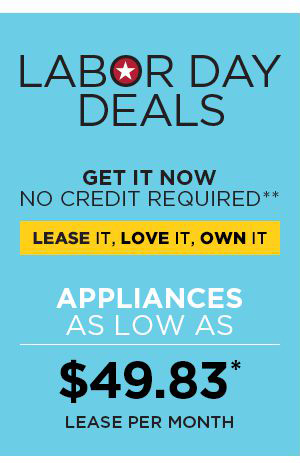 LABOR DAY
DEALS
GET IT NOW
NO CREDIT REQUIRED**
LEASE IT, LOVE IT, OWN IT
APPLIANCES
AS LOW AS
$49.83*
LEASE PER MONTH